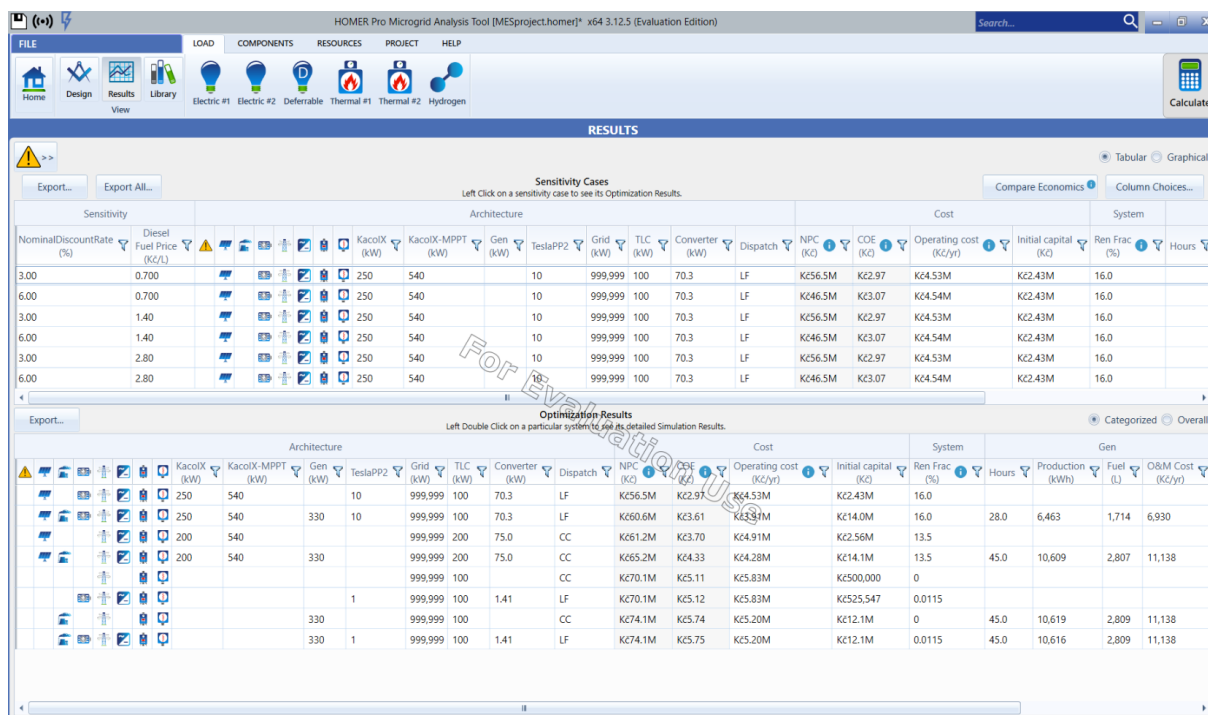 HOMER Pro Microgrid Analysis Tool [MESproject.homer]* x64 3.12.5 (Evaluation Edition) Search...
FILE LOAD COMPONENTS RESOURCES PROJECT HELP
Home Design Results Library Electric #1 Electric #2 Deferrable Thermal #1 Thermal #2 Hydrogen Calculate
View
RESULTS
>> Tabular Graphical
Export... Export All... Sensitivity Cases Compare Economics Column Choices...
Left Click on a sensitivity case to see its Optimization Results.
Sensitivity Architecture Cost System
NominalDiscountRate (%) Diesel Fuel Price (Kč/L) KacoIX (kW) KacoIX-MPPT (kW) Gen (kW) TeslaPP2 Grid (kW) TLC (kW) Converter (kW) Dispatch NPC (Kč) COE (Kč) Operating cost (Kč/yr) Initial capital (Kč) Ren Frac (%) Hours
3.00 0.700 250 540 10 999,999 100 70.3 LF Kč56.5M Kč2.97 Kč4.53M Kč2.43M 16.0
6.00 0.700 250 540 10 999,999 100 70.3 LF Kč46.5M Kč3.07 Kč4.54M Kč2.43M 16.0
3.00 1.40 250 540 10 999,999 100 70.3 LF Kč56.5M Kč2.97 Kč4.53M Kč2.43M 16.0
6.00 1.40 250 540 10 999,999 100 70.3 LF Kč46.5M Kč3.07 Kč4.54M Kč2.43M 16.0
3.00 2.80 250 540 10 999,999 100 70.3 LF Kč56.5M Kč2.97 Kč4.53M Kč2.43M 16.0
6.00 2.80 250 540 10 999,999 100 70.3 LF Kč46.5M Kč3.07 Kč4.54M Kč2.43M 16.0
For Evaluation Use
Export... Optimization Results Categorized Overall
Left Double Click on a particular system to see its detailed Simulation Results.
Architecture Cost System Gen
KacoIX (kW) KacoIX-MPPT (kW) Gen (kW) TeslaPP2 Grid (kW) TLC (kW) Converter (kW) Dispatch NPC (Kč) COE (Kč) Operating cost (Kč/yr) Initial capital (Kč) Ren Frac (%) Hours Production (kWh) Fuel (L) O&M Cost (Kč/yr)
250 540 10 999,999 100 70.3 LF Kč56.5M Kč2.97 Kč4.53M Kč2.43M 16.0
250 540 330 10 999,999 100 70.3 LF Kč60.6M Kč3.61 Kč3.91M Kč14.0M 16.0 28.0 6,463 1,714 6,930
200 540 999,999 200 75.0 CC Kč61.2M Kč3.70 Kč4.91M Kč2.56M 13.5
200 540 330 999,999 200 75.0 CC Kč65.2M Kč4.33 Kč4.28M Kč14.1M 13.5 45.0 10,609 2,807 11,138
999,999 100 CC Kč70.1M Kč5.11 Kč5.83M Kč500,000 0
1 999,999 100 1.41 LF Kč70.1M Kč5.12 Kč5.83M Kč525,547 0.0115
330 999,999 100 CC Kč74.1M Kč5.74 Kč5.20M Kč12.1M 0 45.0 10,619 2,809 11,138
330 1 999,999 100 1.41 LF Kč74.1M Kč5.75 Kč5.20M Kč12.1M 0.0115 45.0 10,616 2,809 11,138